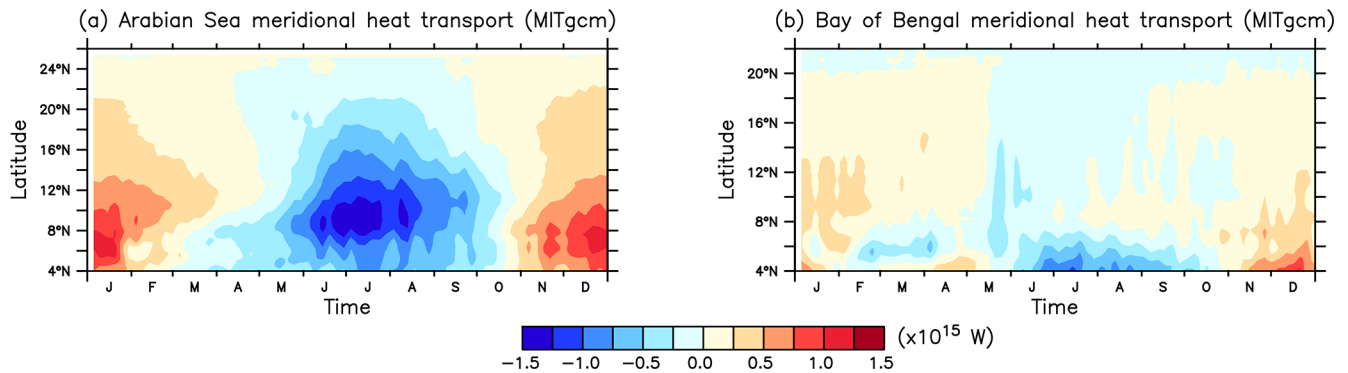 (a) Arabian Sea meridional heat transport (MITgcm)
24°N
20°N
16°N
12°N
8°N
4°N
Latitude
J F M A M J J A S O N D
Time
(b) Bay of Bengal meridional heat transport (MITgcm)
20°N
16°N
12°N
8°N
4°N
Latitude
J F M A M J J A S O N D
Time
−1.5 −1.0 −0.5 0.0 0.5 1.0 1.5
(x10¹⁵ W)